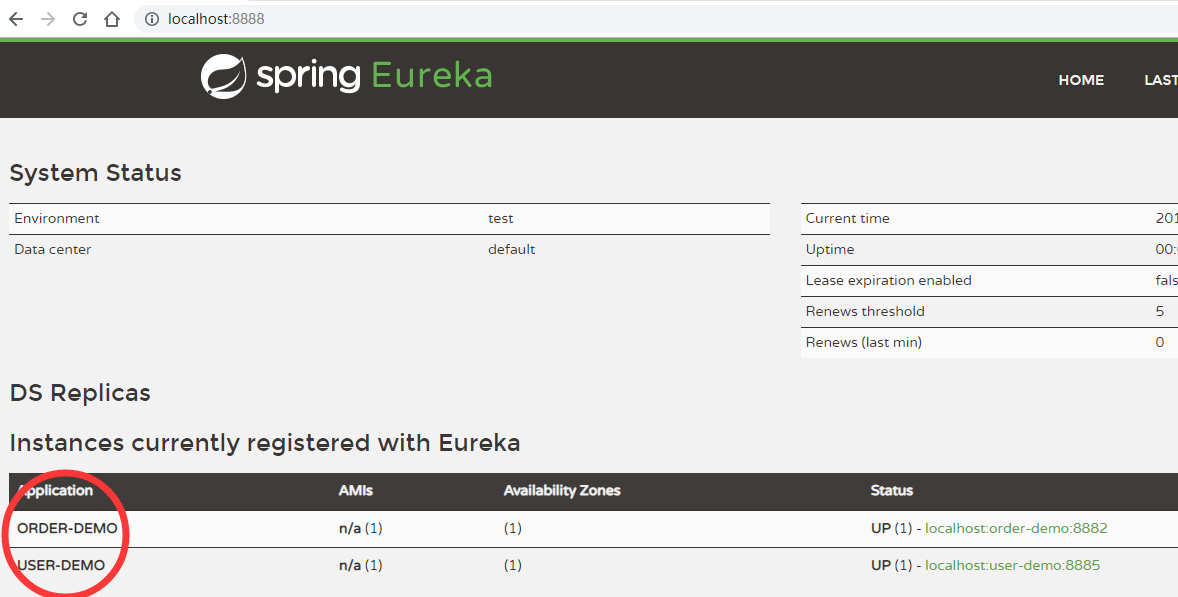 localhost:8888
spring Eureka
HOME LAST
System Status
Environment test
Data center default
Current time 201
Uptime 00:
Lease expiration enabled fals
Renews threshold 5
Renews (last min) 0
DS Replicas
Instances currently registered with Eureka
Application AMIs Availability Zones Status
ORDER-DEMO n/a (1) (1) UP (1) - localhost:order-demo:8882
USER-DEMO n/a (1) (1) UP (1) - localhost:user-demo:8885